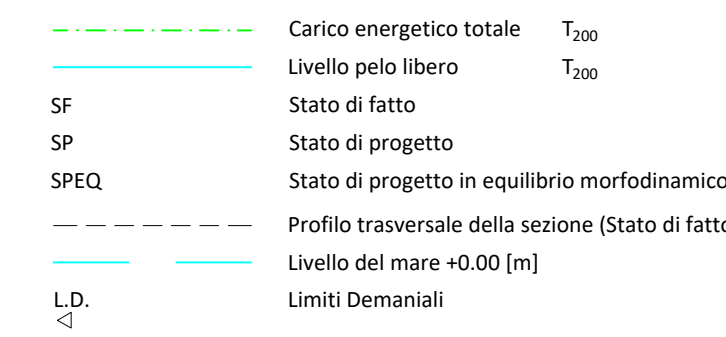 Carico energetico totale T200
Livello pelo libero T200
SF Stato di fatto
SP Stato di progetto
SPEQ Stato di progetto in equilibrio morfodinamico
Profilo trasversale della sezione (Stato di fatto
Livello del mare +0.00 [m]
L.D. Limiti Demaniali